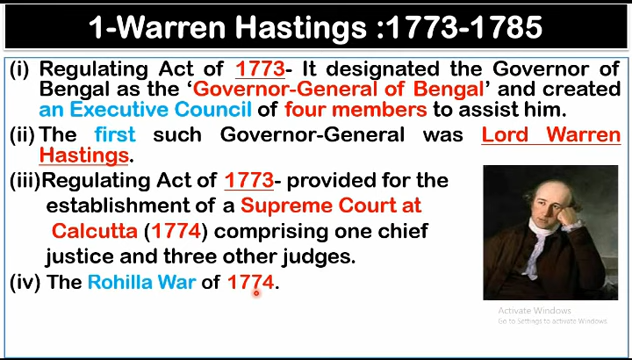 1-Warren Hastings :1773-1785
(i) Regulating Act of 1773- It designated the Governor of
Bengal as the ‘Governor-General of Bengal’ and created
an Executive Council of four members to assist him.
(ii) The first such Governor-General was Lord Warren
Hastings.
(iii)Regulating Act of 1773- provided for the
establishment of a Supreme Court at
Calcutta (1774) comprising one chief
justice and three other judges.
(iv) The Rohilla War of 1774.
Activate Windows
Go to Settings to activate Windows.